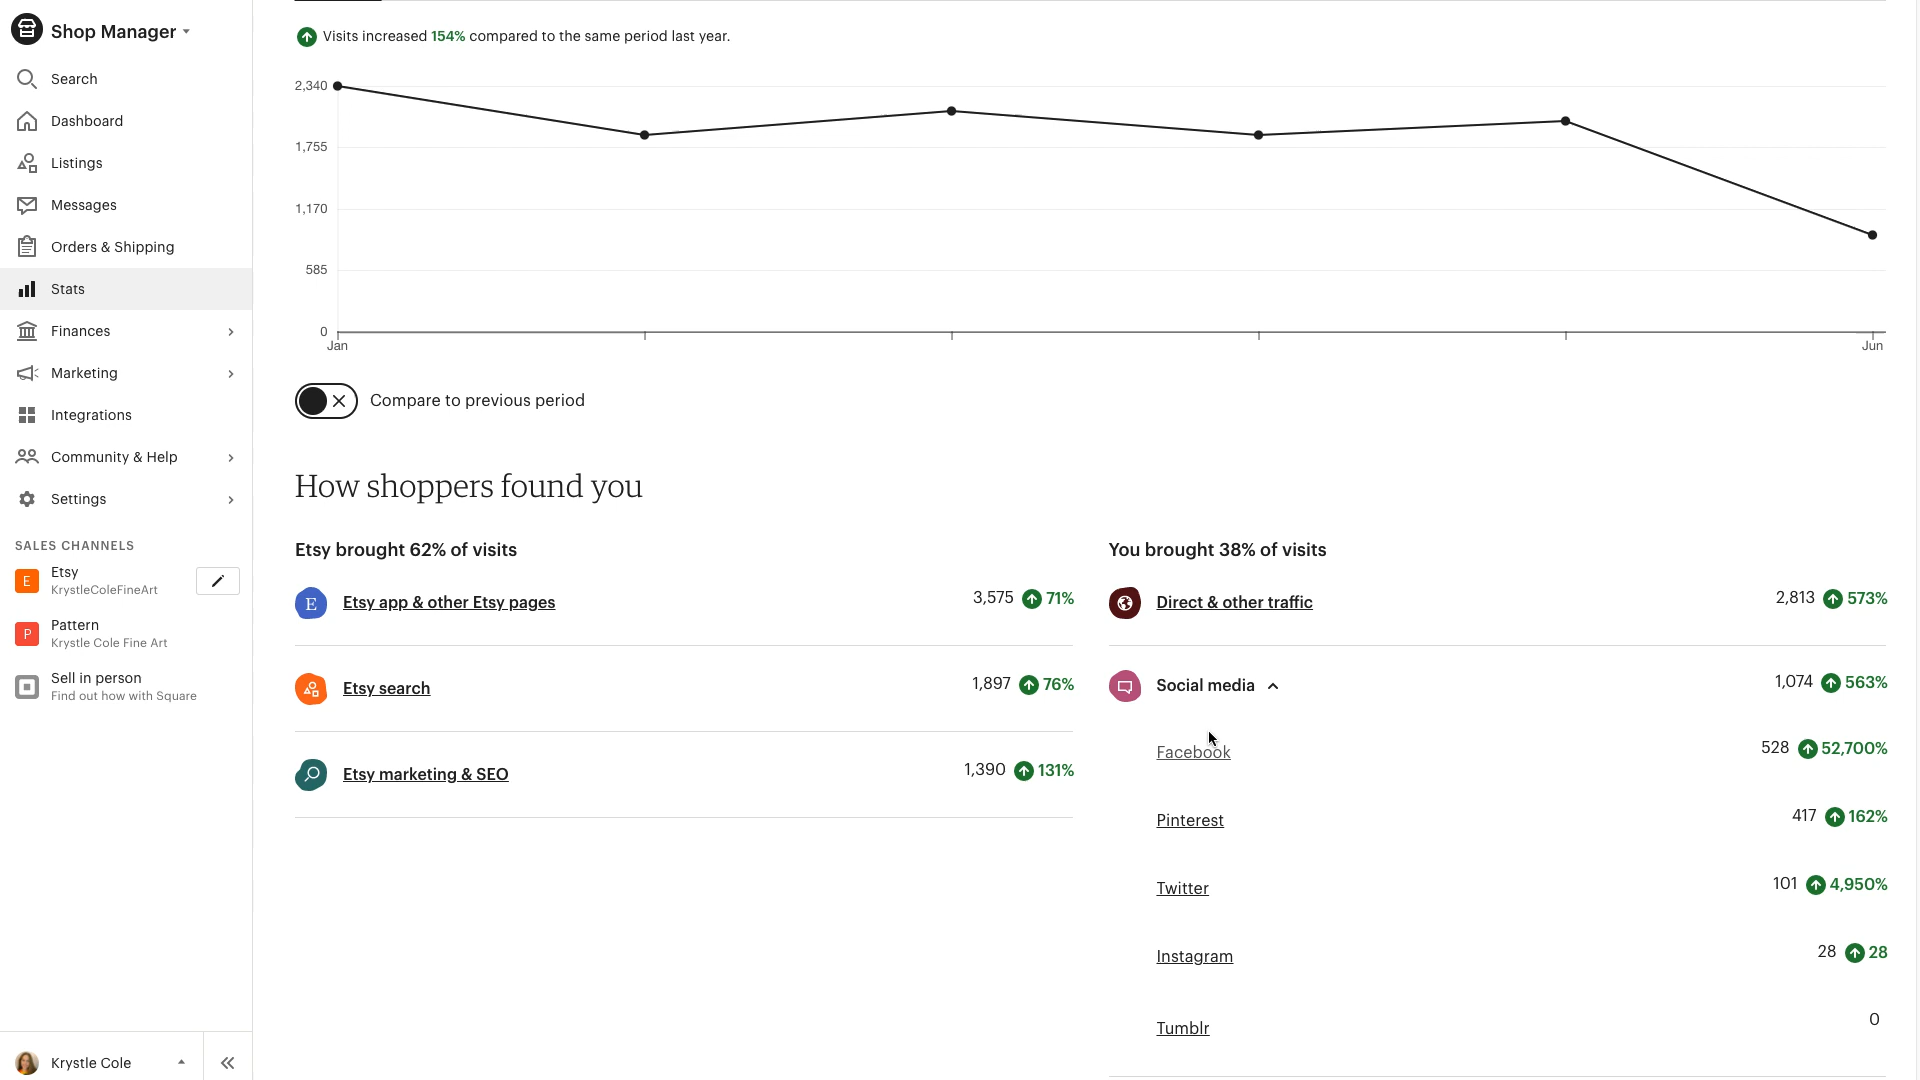 Shop Manager
Search
Dashboard
Listings
Messages
Orders & Shipping
Stats
Finances
Marketing
Integrations
Community & Help
Settings
SALES CHANNELS
E
Etsy
KrystleColeFineArt
P
Pattern
Krystle Cole Fine Art
Sell in person
Find out how with Square
Krystle Cole
Visits increased 154% compared to the same period last year.
2,340
1,755
1,170
585
0
Jan
Jun
Compare to previous period
How shoppers found you
Etsy brought 62% of visits
E
Etsy app & other Etsy pages
3,575
71%
Etsy search
1,897
76%
Etsy marketing & SEO
1,390
131%
You brought 38% of visits
Direct & other traffic
2,813
573%
Social media
1,074
563%
Facebook
528
52,700%
Pinterest
417
162%
Twitter
101
4,950%
Instagram
28
28
Tumblr
0